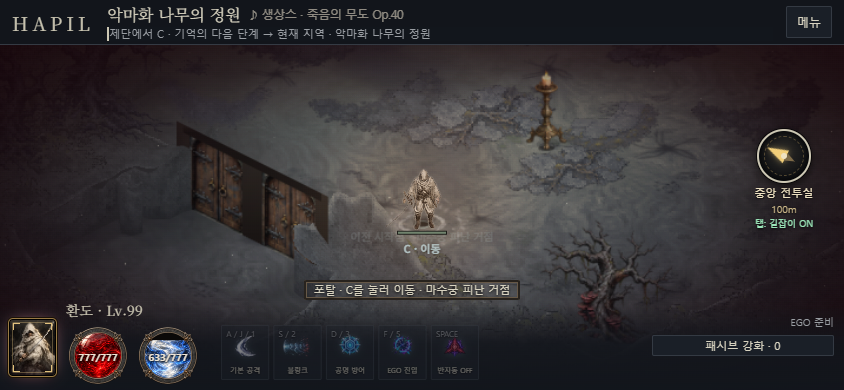 HAPIL
악마화 나무의 정원 ♪ 생상스 · 죽음의 무도 Op.40
제단에서 C · 기억의 다음 단계 → 현재 지역 · 악마화 나무의 정원
메뉴
중앙 전투실
100m
탭: 길잡이 ON
C · 이동
포탈 · C를 눌러 이동 · 마수궁 피난 거점
환도 · Lv.99
777/777
633/777
A / J / 1
기본 공격
S / 2
블링크
D / 3
공명 방어
F / 5
EGO 전임
SPACE
반자동 OFF
EGO 준비
패시브 강화 · 0